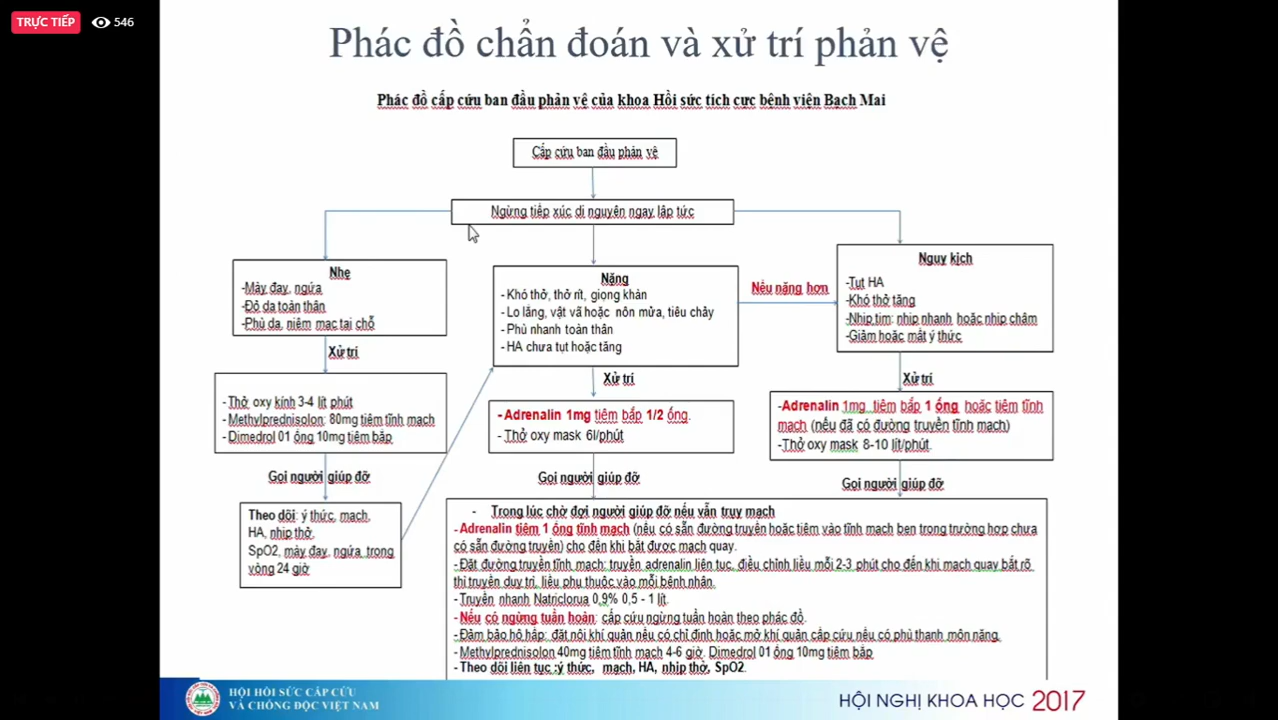 TRỰC TIẾP 546
Phác đồ chẩn đoán và xử trí phản vệ
Phác đồ cấp cứu ban đầu phản vệ của khoa Hồi sức tích cực bệnh viện Bạch Mai
Cấp cứu ban đầu phản vệ
Ngừng tiếp xúc dị nguyên ngay lập tức
Nhẹ
-Mày đay, ngứa
-Đỏ da toàn thân
-Phù da, niêm mạc tại chỗ
Xử trí
-Thở oxy kính 3-4 lít phút
-Methylprednisolon: 80mg tiêm tĩnh mạch
-Dimedrol 01 ống 10mg tiêm bắp
Gọi người giúp đỡ
Theo dõi: ý thức, mạch,
HA, nhịp thở,
SpO2, mày đay, ngứa trong
vòng 24 giờ
Nặng
- Khó thở, thở rít, giọng khàn
- Lo lắng, vật vã hoặc nôn mửa, tiêu chảy
- Phù nhanh toàn thân
- HA chưa tụt hoặc tăng
Xử trí
- Adrenalin 1mg tiêm bắp 1/2 ống.
- Thở oxy mask 6l/phút
Gọi người giúp đỡ
Nếu nặng hơn
Nguy kịch
-Tụt HA
-Khó thở tăng
-Nhịp tim: nhịp nhanh hoặc nhịp chậm
-Giảm hoặc mất ý thức
Xử trí
-Adrenalin 1mg tiêm bắp 1 ống hoặc tiêm tĩnh
mạch (nếu đã có đường truyền tĩnh mạch)
-Thở oxy mask 8-10 lít/phút.
Gọi người giúp đỡ
- Trong lúc chờ đợi người giúp đỡ nếu vẫn trụy mạch
-Adrenalin tiêm 1 ống tĩnh mạch (nếu có sẵn đường truyền hoặc tiêm vào tĩnh mạch bẹn trong trường hợp chưa
có sẵn đường truyền) cho đến khi bắt được mạch quay.
-Đặt đường truyền tĩnh mạch: truyền adrenalin liên tục, điều chỉnh liều mỗi 2-3 phút cho đến khi mạch quay bắt rõ
thì truyền duy trì, liều phụ thuộc vào mỗi bệnh nhân.
-Truyền nhanh Natriclorua 0,9% 0,5 - 1 lít.
-Nếu có ngừng tuần hoàn: cấp cứu ngừng tuần hoàn theo phác đồ.
-Đảm bảo hô hấp: đặt nội khí quản nếu có chỉ định hoặc mở khí quản cấp cứu nếu có phù thanh môn nặng.
-Methylprednisolon 40mg tiêm tĩnh mạch 4-6 giờ. Dimedrol 01 ống 10mg tiêm bắp
-Theo dõi liên tục :ý thức, mạch, HA, nhịp thở, SpO2.
HỘI HỒI SỨC CẤP CỨU
VÀ CHỐNG ĐỘC VIỆT NAM
HỘI NGHỊ KHOA HỌC 2017